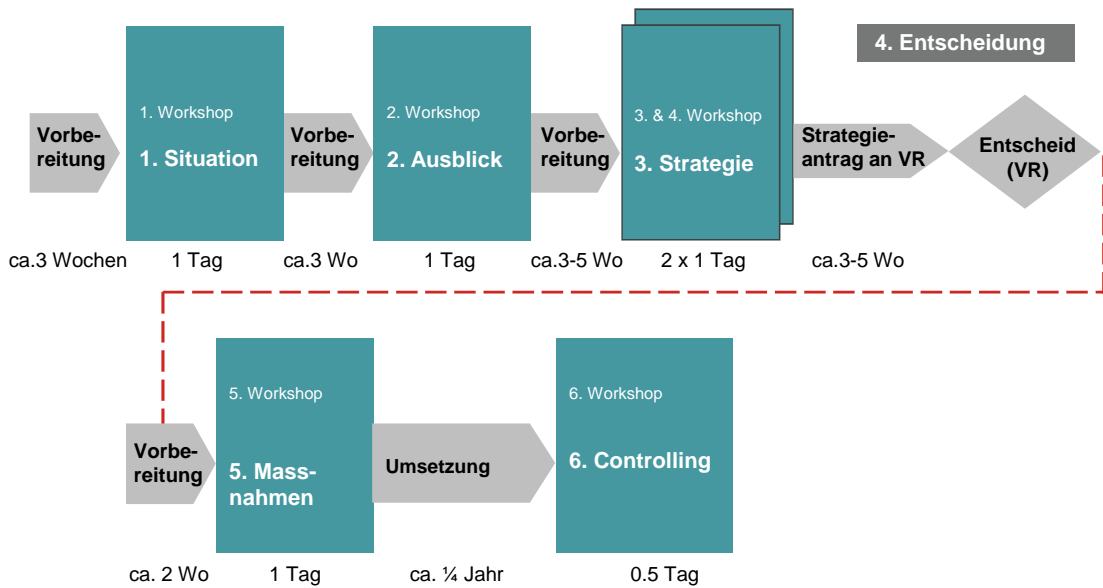 4. Entscheidung
Vorbe-
reitung
1. Workshop
1. Situation
Vorbe-
reitung
2. Workshop
2. Ausblick
Vorbe-
reitung
3. & 4. Workshop
3. Strategie
Strategie-
antrag an VR
Entscheid
(VR)
ca.3 Wochen
1 Tag
ca.3 Wo
1 Tag
ca.3-5 Wo
2 x 1 Tag
ca.3-5 Wo
Vorbe-
reitung
5. Workshop
5. Mass-
nahmen
Umsetzung
6. Workshop
6. Controlling
ca. 2 Wo
1 Tag
ca. ¼ Jahr
0.5 Tag